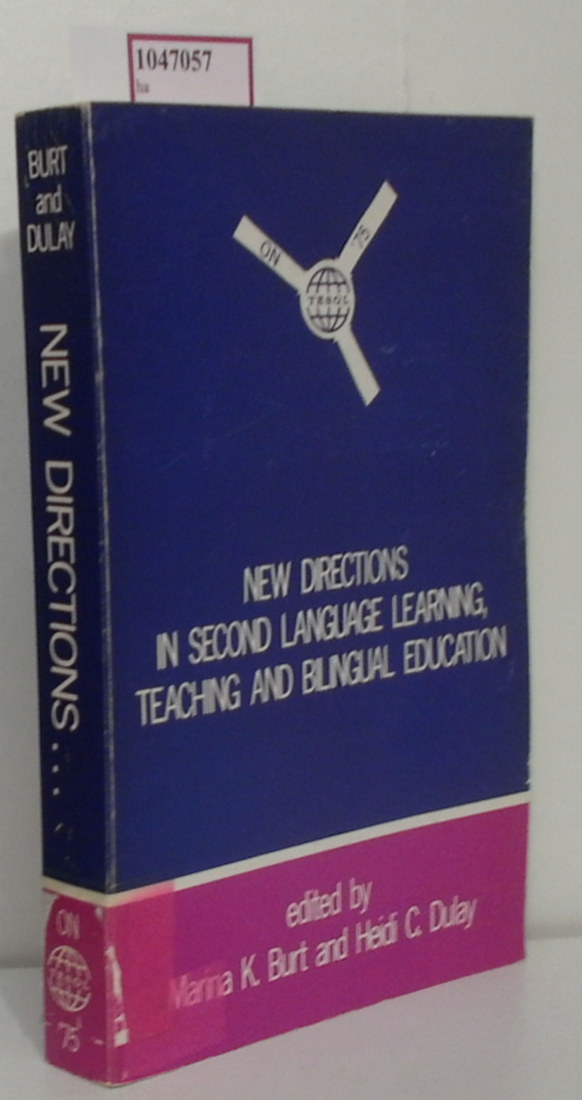 1047057
BURT
and
DULAY
NEW DIRECTIONS...
ON
TESOL
75
ON
'75
TESOL
NEW DIRECTIONS
IN SECOND LANGUAGE LEARNING,
TEACHING AND BILINGUAL EDUCATION
edited by
Marina K. Burt and Heidi C. Dulay